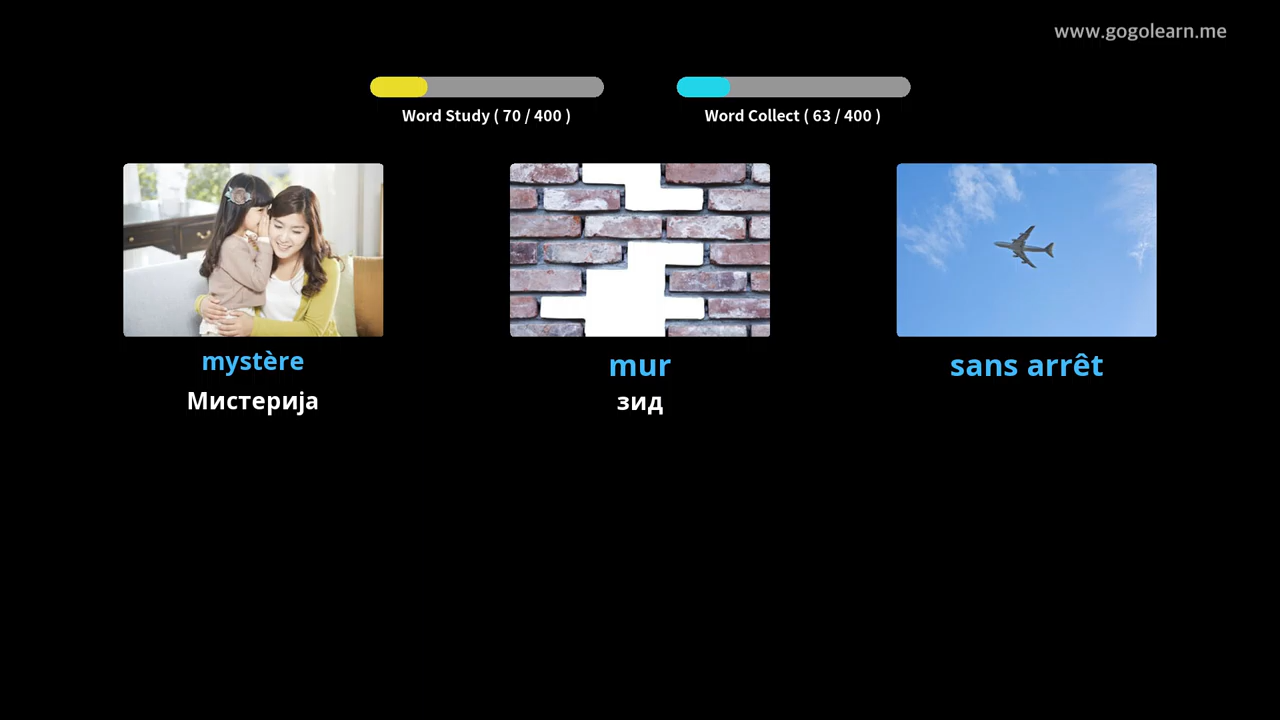 www.gogolearn.me
Word Study ( 70 / 400 )
Word Collect ( 63 / 400 )
mystère
Мистерија
mur
зид
sans arrêt